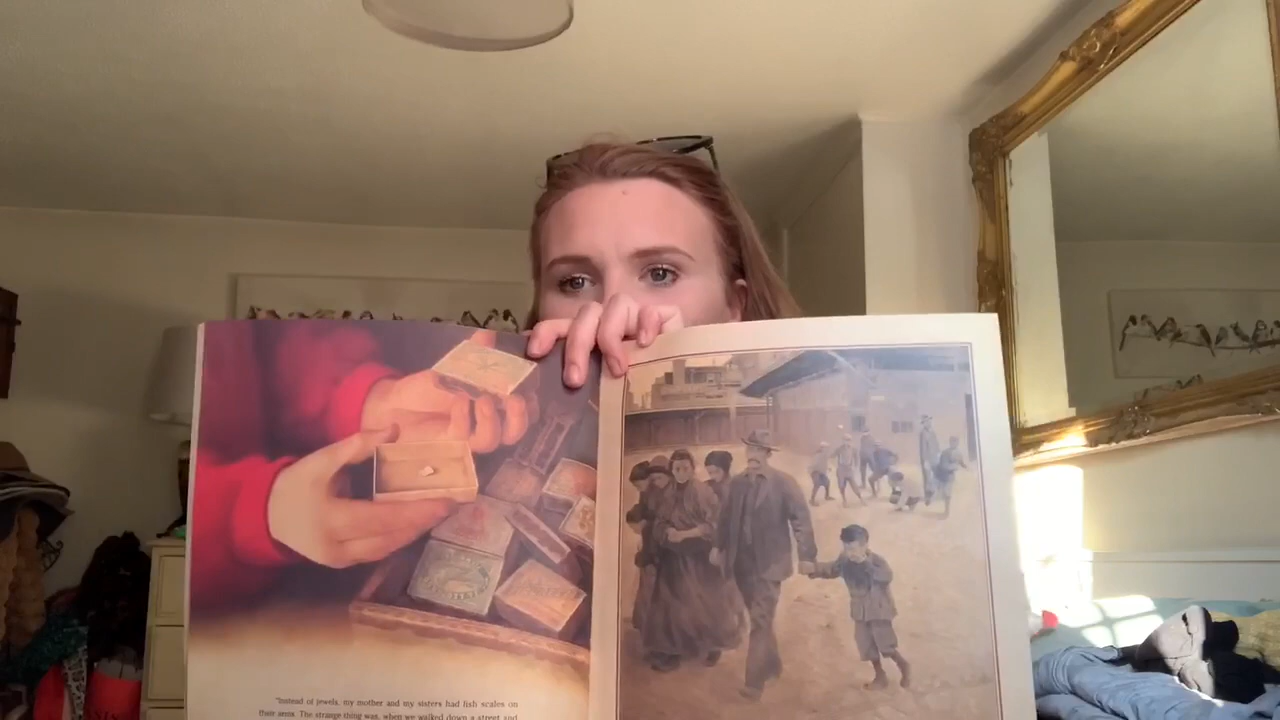 "Instead of jewels, my mother and my sisters had fish scales on
their arms. The strange thing was, when we walked down a street and